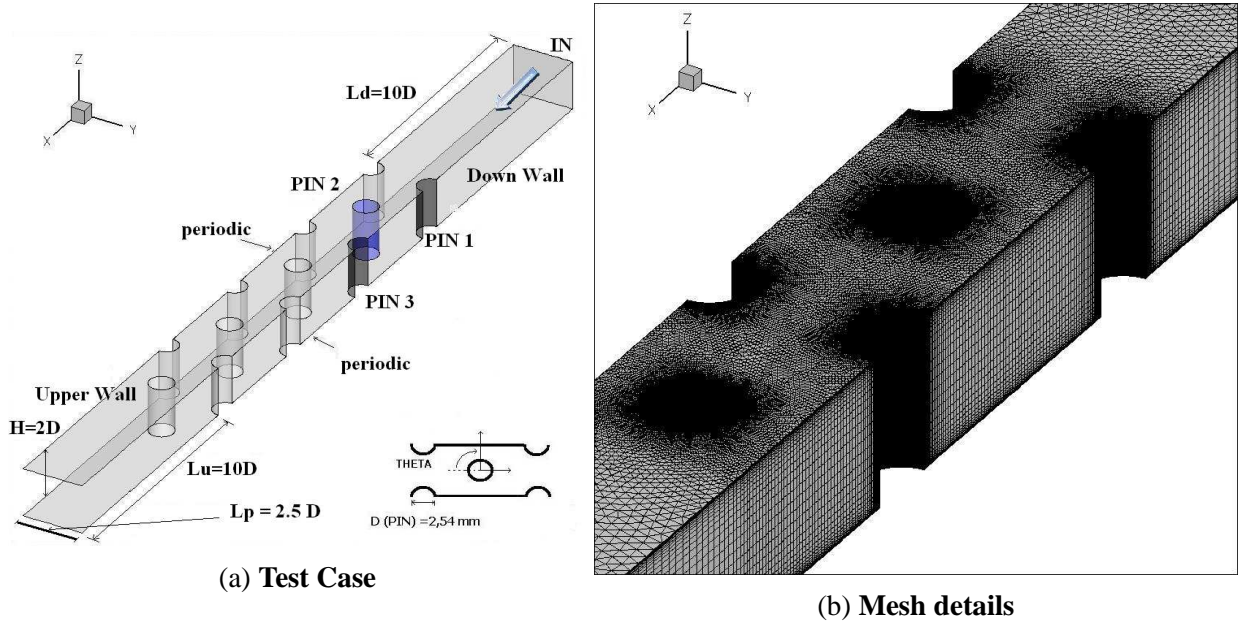 IN
Z
Y
X
Ld=10D
PIN 2
Down Wall
periodic
PIN 1
PIN 3
periodic
Upper Wall
H=2D
Lu=10D
THETA
Lp = 2.5 D
D (PIN) =2,54 mm
(a) Test Case
Z
X
Y
(b) Mesh details